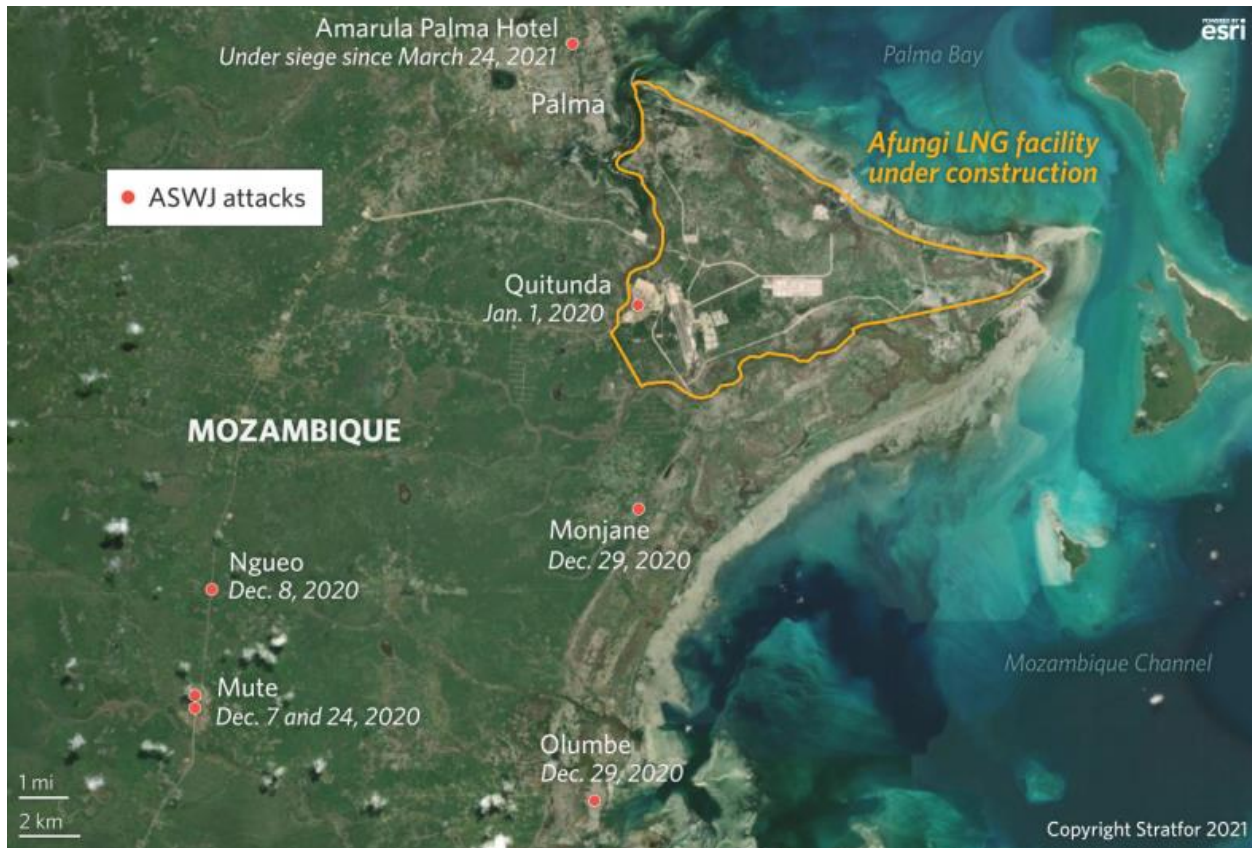 Amarula Palma Hotel
Under siege since March 24, 2021
POWERED BY
esri
Palma Bay
Palma
Afungi LNG facility
under construction
ASWJ attacks
Quitunda
Jan. 1, 2020
MOZAMBIQUE
Monjane
Dec. 29, 2020
Ngueo
Dec. 8, 2020
Mozambique Channel
Mute
Dec. 7 and 24, 2020
Olumbe
Dec. 29, 2020
1 mi
2 km
Copyright Stratfor 2021